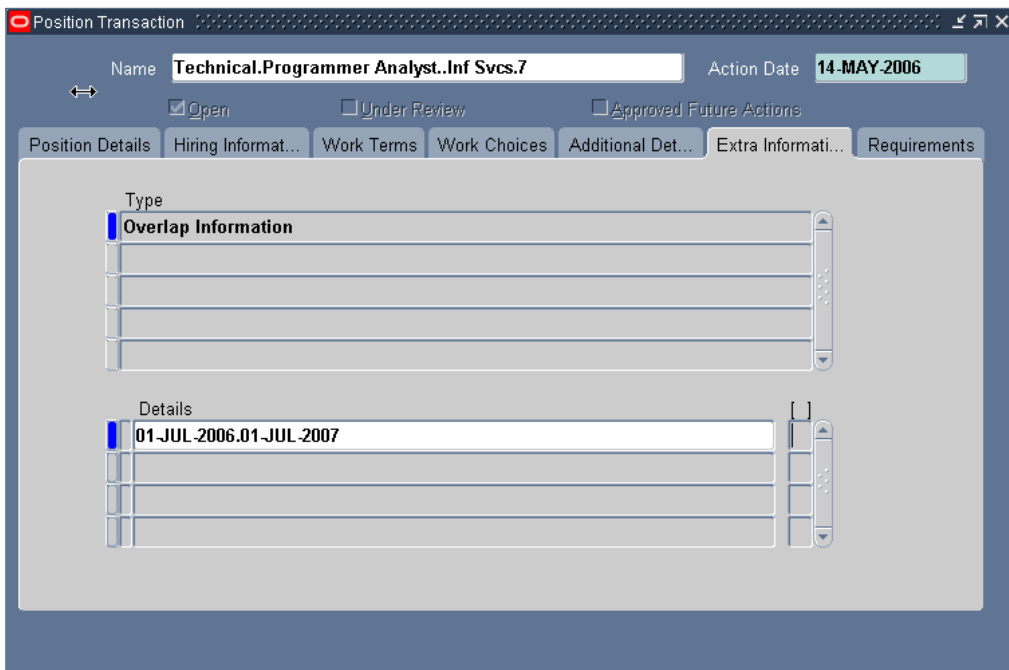 Position Transaction
Name Technical.Programmer Analyst..Inf Svcs.7 Action Date 14-MAY-2006
Open Under Review Approved Future Actions
Position Details Hiring Informat... Work Terms Work Choices Additional Det... Extra Informati... Requirements
Type
Overlap Information
Details [ ]
01-JUL-2006.01-JUL-2007